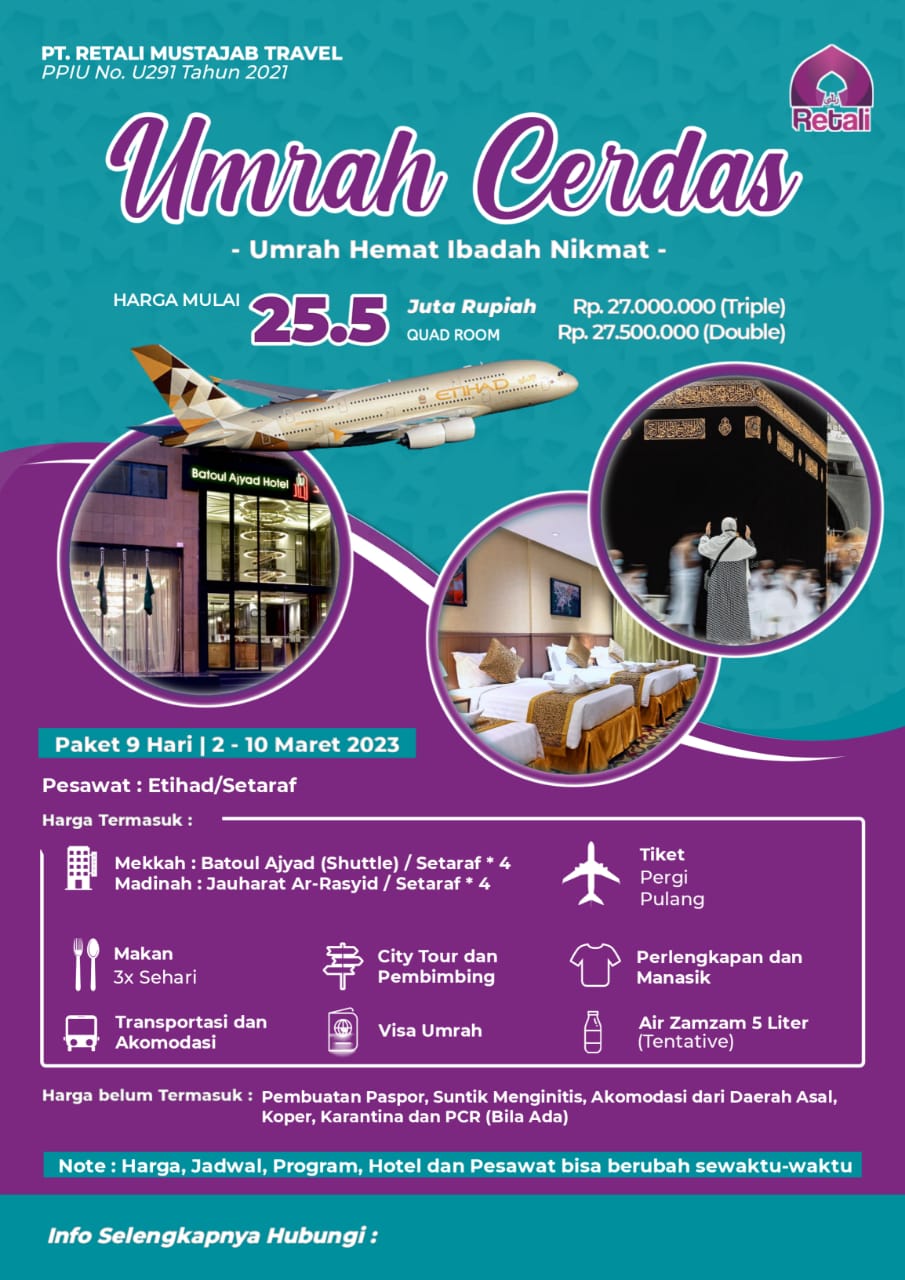 PT. RETALI MUSTAJAB TRAVEL
PPIU No. U291 Tahun 2021
ريتالي
Retali
Umrah Cerdas
- Umrah Hemat Ibadah Nikmat -
HARGA MULAI 25.5 Juta Rupiah
QUAD ROOM
Rp. 27.000.000 (Triple)
Rp. 27.500.000 (Double)
ETIHAD
Batoul Ajyad Hotel
Paket 9 Hari | 2 - 10 Maret 2023
Pesawat : Etihad/Setaraf
Harga Termasuk :
Mekkah : Batoul Ajyad (Shuttle) / Setaraf * 4
Madinah : Jauharat Ar-Rasyid / Setaraf * 4
Tiket
Pergi
Pulang
Makan
3x Sehari
City Tour dan
Pembimbing
Perlengkapan dan
Manasik
Transportasi dan
Akomodasi
Visa Umrah
Air Zamzam 5 Liter
(Tentative)
Harga belum Termasuk : Pembuatan Paspor, Suntik Menginitis, Akomodasi dari Daerah Asal,
Koper, Karantina dan PCR (Bila Ada)
Note : Harga, Jadwal, Program, Hotel dan Pesawat bisa berubah sewaktu-waktu
Info Selengkapnya Hubungi :